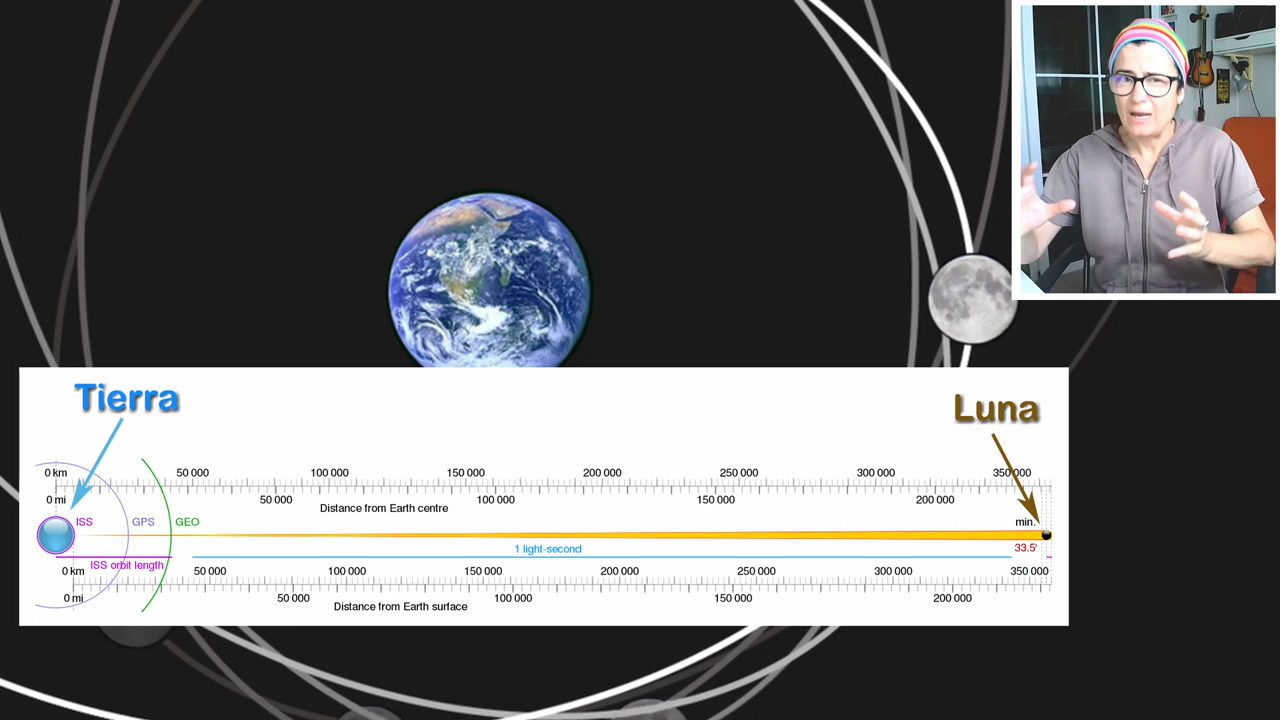 Tierra
Luna
0 km 50 000 100 000 150 000 200 000 250 000 300 000 350 000
0 mi 50 000 100 000 150 000 200 000
Distance from Earth centre
ISS GPS GEO min.
1 light-second 33.5'
ISS orbit length
0 km 50 000 100 000 150 000 200 000 250 000 300 000 350 000
0 mi 50 000 100 000 150 000 200 000
Distance from Earth surface